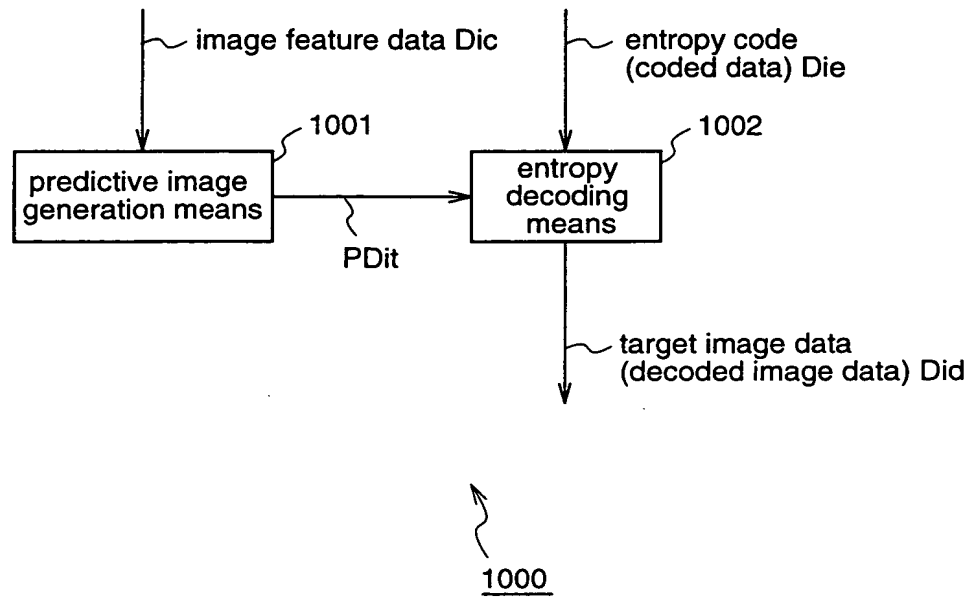 image feature data Dic
entropy code
(coded data) Die
1001
1002
predictive image
generation means
entropy
decoding
means
PDit
target image data
(decoded image data) Did
1000